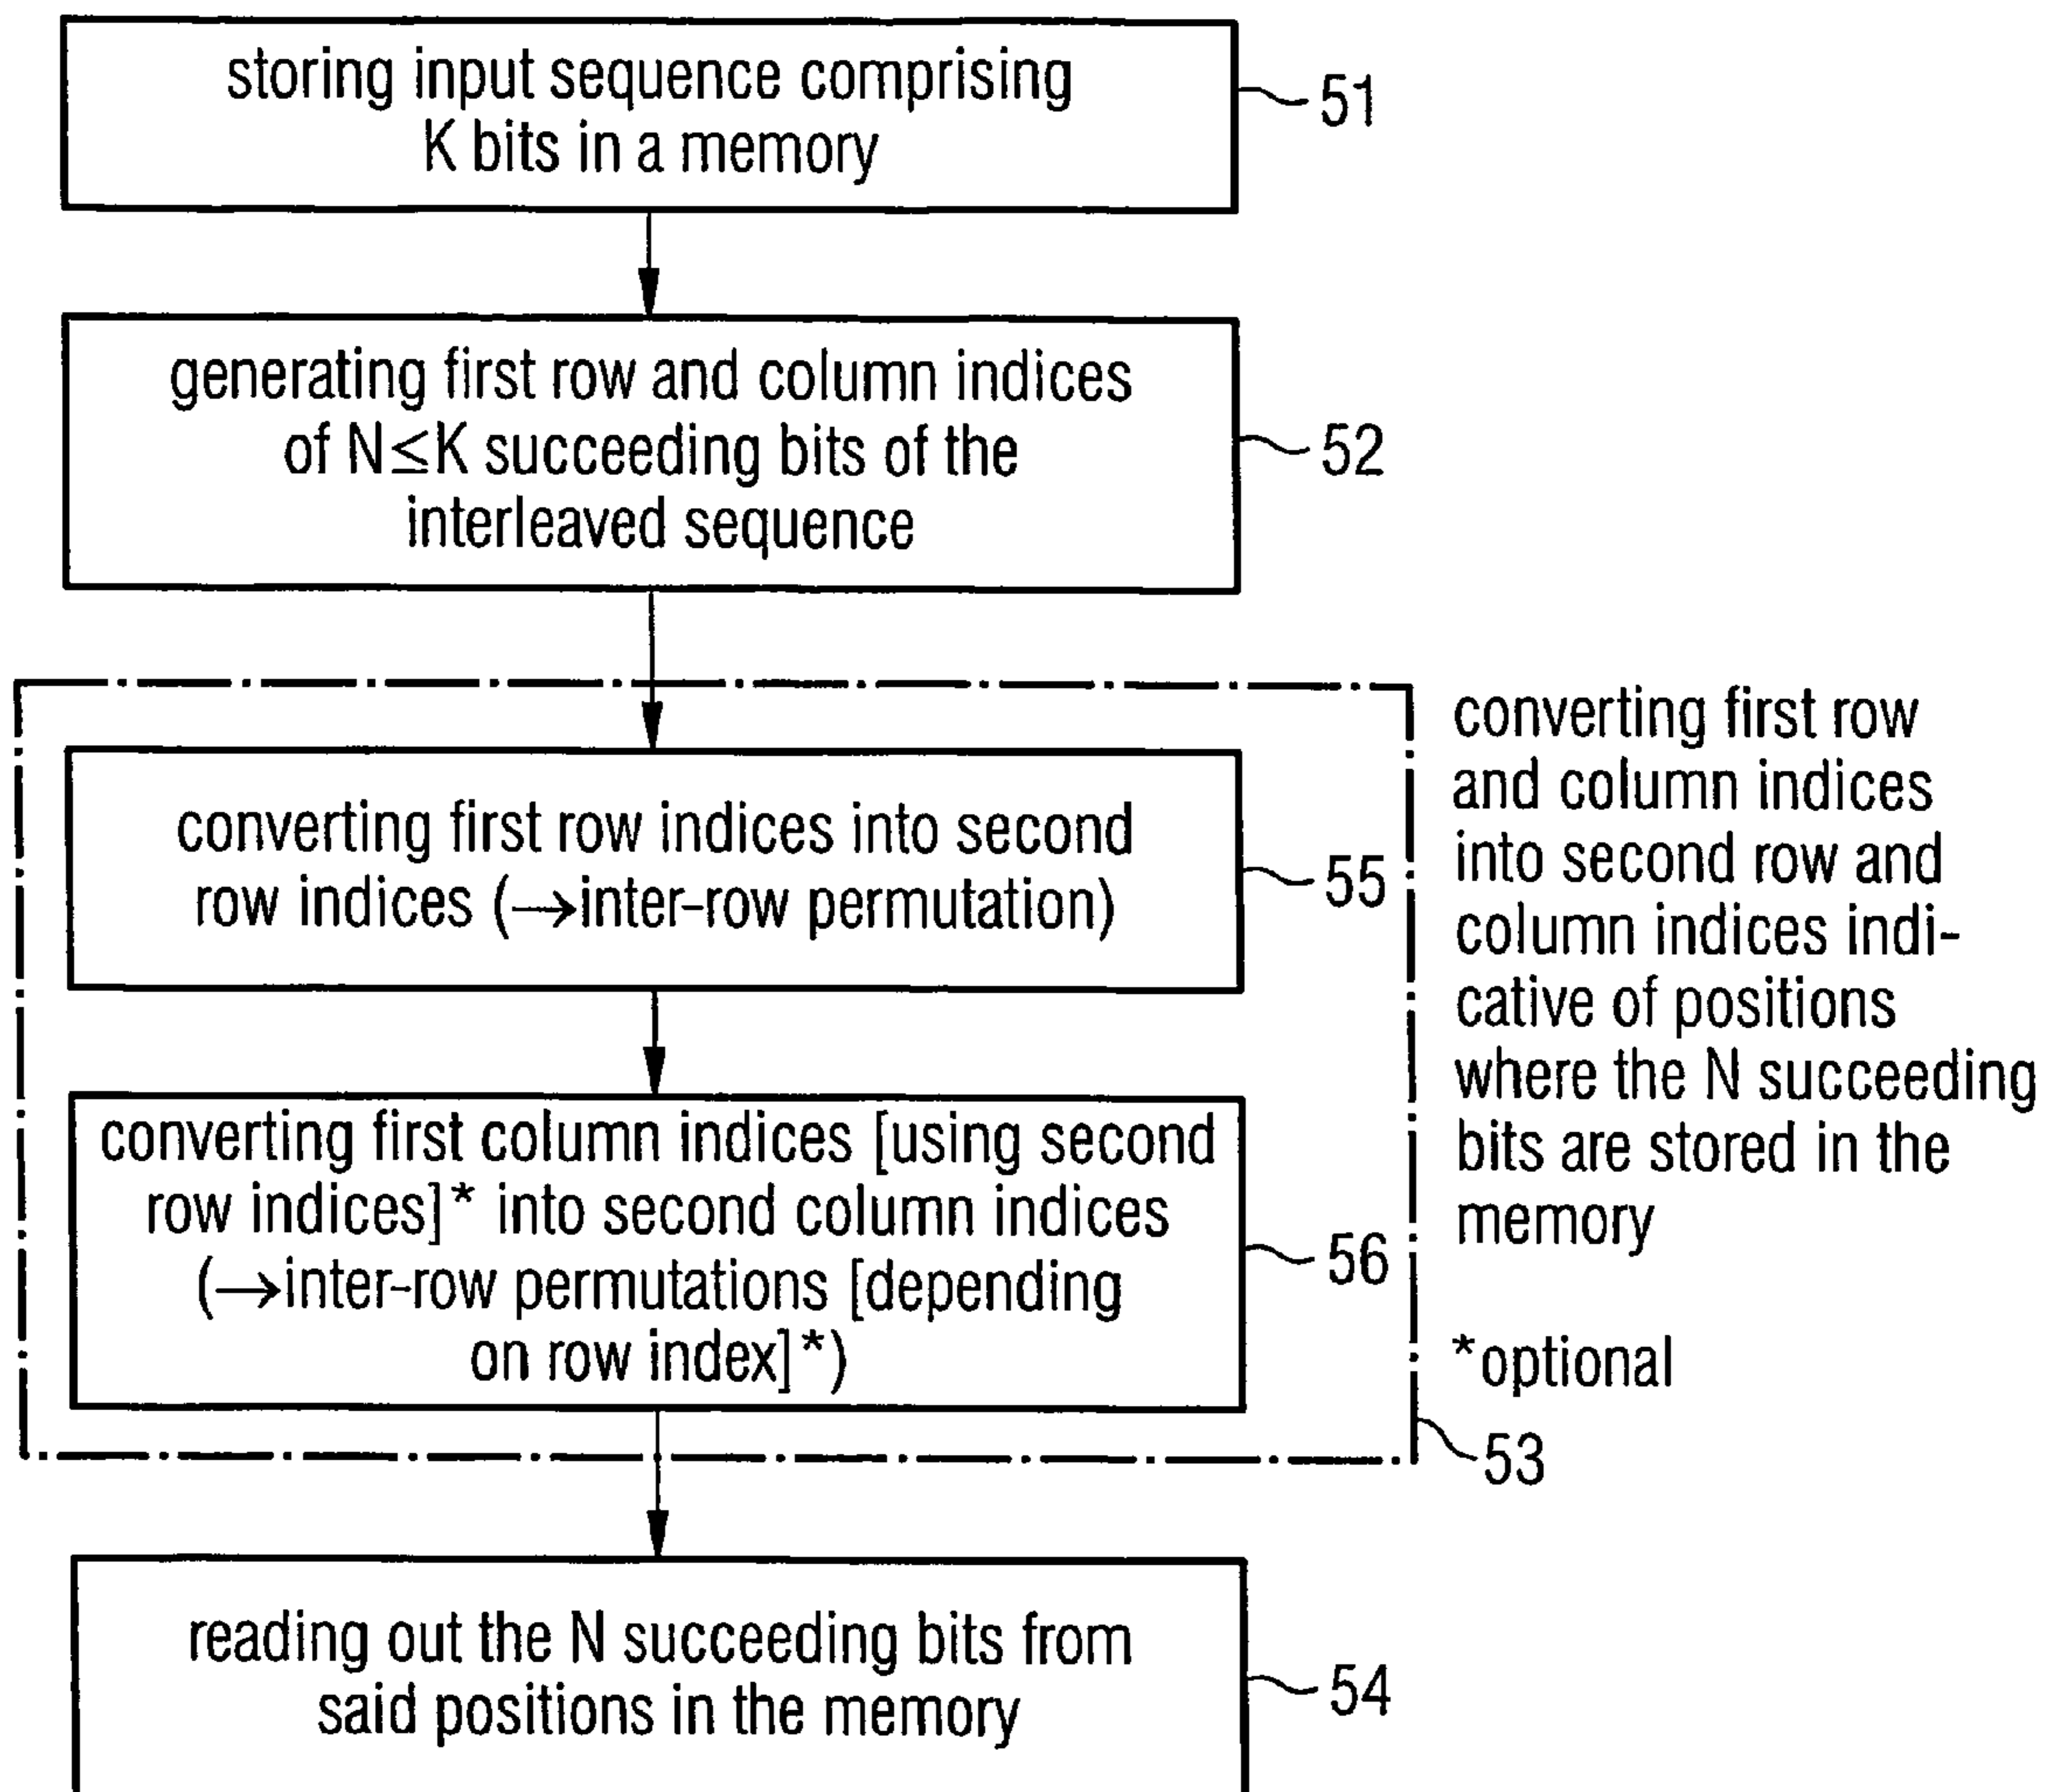 storing input sequence comprising
K bits in a memory
51
generating first row and column indices
of N≤K succeeding bits of the
interleaved sequence
52
converting first row indices into second
row indices (→inter-row permutation)
55
converting first column indices [using second
row indices]* into second column indices
(→inter-row permutations [depending
on row index]*)
56
converting first row
and column indices
into second row and
column indices indi-
cative of positions
where the N succeeding
bits are stored in the
memory
*optional
53
reading out the N succeeding bits from
said positions in the memory
54